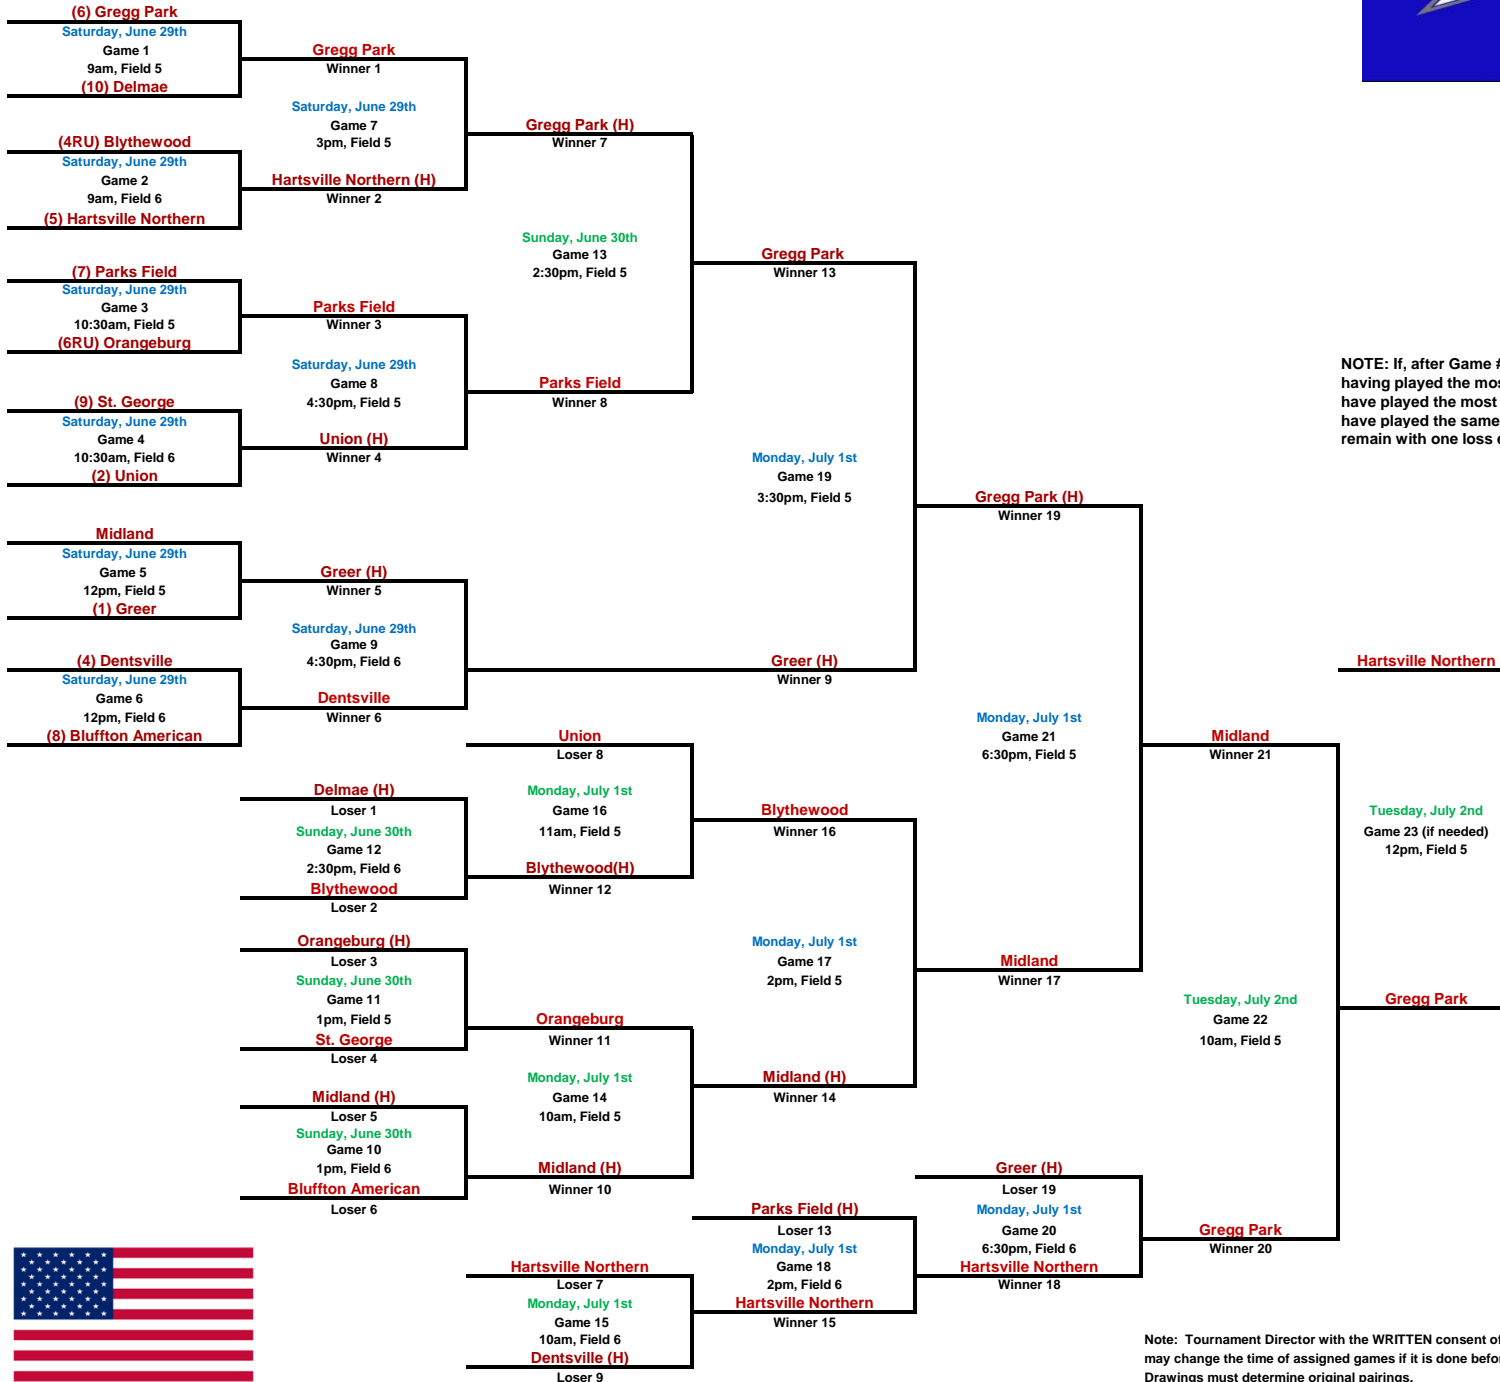 (6) Gregg Park
Saturday, June 29th
Game 1
9am, Field 5
(10) Delmae
Gregg Park
Winner 1
Saturday, June 29th
Game 7
3pm, Field 5
Hartsville Northern (H)
Winner 2
(4RU) Blythewood
Saturday, June 29th
Game 2
9am, Field 6
(5) Hartsville Northern
Gregg Park (H)
Winner 7
Sunday, June 30th
Game 13
2:30pm, Field 5
Parks Field
Winner 8
(7) Parks Field
Saturday, June 29th
Game 3
10:30am, Field 5
(6RU) Orangeburg
Parks Field
Winner 3
Saturday, June 29th
Game 8
4:30pm, Field 5
Union (H)
Winner 4
(9) St. George
Saturday, June 29th
Game 4
10:30am, Field 6
(2) Union
Gregg Park
Winner 13
Monday, July 1st
Game 19
3:30pm, Field 5
Greer (H)
Winner 9
Midland
Saturday, June 29th
Game 5
12pm, Field 5
(1) Greer
Greer (H)
Winner 5
Saturday, June 29th
Game 9
4:30pm, Field 6
Dentsville
Winner 6
(4) Dentsville
Saturday, June 29th
Game 6
12pm, Field 6
(8) Bluffton American
NOTE: If, after Game #
having played the mos
have played the most
have played the same
remain with one loss e
Gregg Park (H)
Winner 19
Monday, July 1st
Game 21
6:30pm, Field 5
Midland
Winner 17
Union
Loser 8
Monday, July 1st
Game 16
11am, Field 5
Blythewood(H)
Winner 12
Delmae (H)
Loser 1
Sunday, June 30th
Game 12
2:30pm, Field 6
Blythewood
Loser 2
Blythewood
Winner 16
Monday, July 1st
Game 17
2pm, Field 5
Midland (H)
Winner 14
Orangeburg (H)
Loser 3
Sunday, June 30th
Game 11
1pm, Field 5
St. George
Loser 4
Orangeburg
Winner 11
Monday, July 1st
Game 14
10am, Field 5
Midland (H)
Winner 10
Midland (H)
Loser 5
Sunday, June 30th
Game 10
1pm, Field 6
Bluffton American
Loser 6
Midland
Winner 21
Tuesday, July 2nd
Game 22
10am, Field 5
Gregg Park
Winner 20
Hartsville Northern
Tuesday, July 2nd
Game 23 (if needed)
12pm, Field 5
Gregg Park
Greer (H)
Loser 19
Monday, July 1st
Game 20
6:30pm, Field 6
Hartsville Northern
Winner 18
Parks Field (H)
Loser 13
Monday, July 1st
Game 18
2pm, Field 6
Hartsville Northern
Winner 15
Hartsville Northern
Loser 7
Monday, July 1st
Game 15
10am, Field 6
Dentsville (H)
Loser 9
Note: Tournament Director with the WRITTEN consent of
may change the time of assigned games if it is done befor
Drawings must determine original pairings.